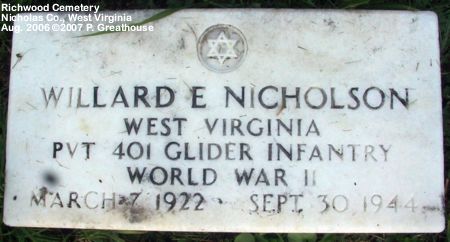 Richwood Cemetery
Nicholas Co., West Virginia
Aug. 2006 ©2007 P. Greathouse
WILLARD E NICHOLSON
WEST VIRGINIA
PVT 401 GLIDER INFANTRY
WORLD WAR II
MARCH 7 1922 SEPT 30 1944